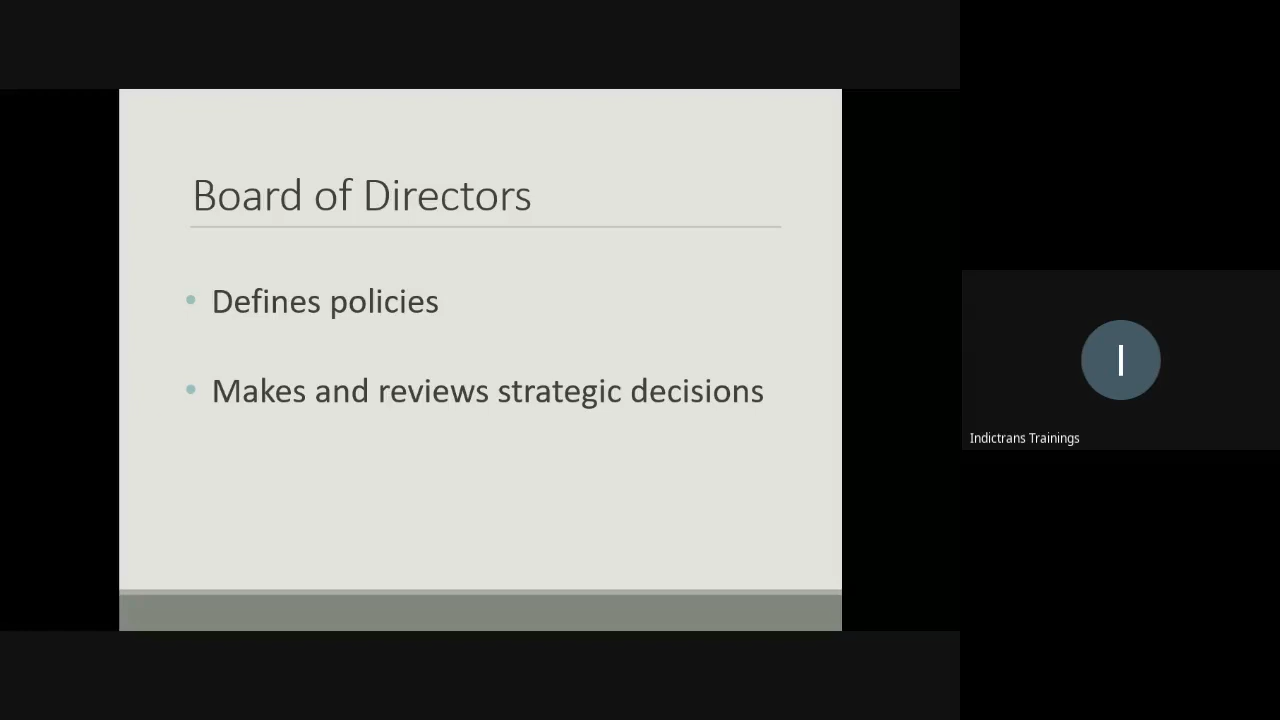 Board of Directors
• Defines policies
• Makes and reviews strategic decisions
I
Indictrans Trainings